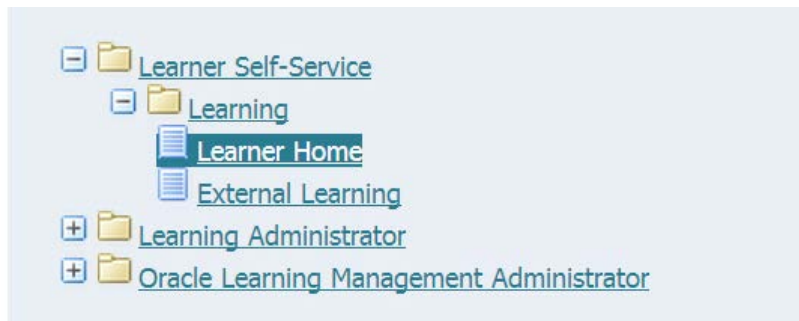 Learner Self-Service
Learning
Learner Home
External Learning
Learning Administrator
Oracle Learning Management Administrator